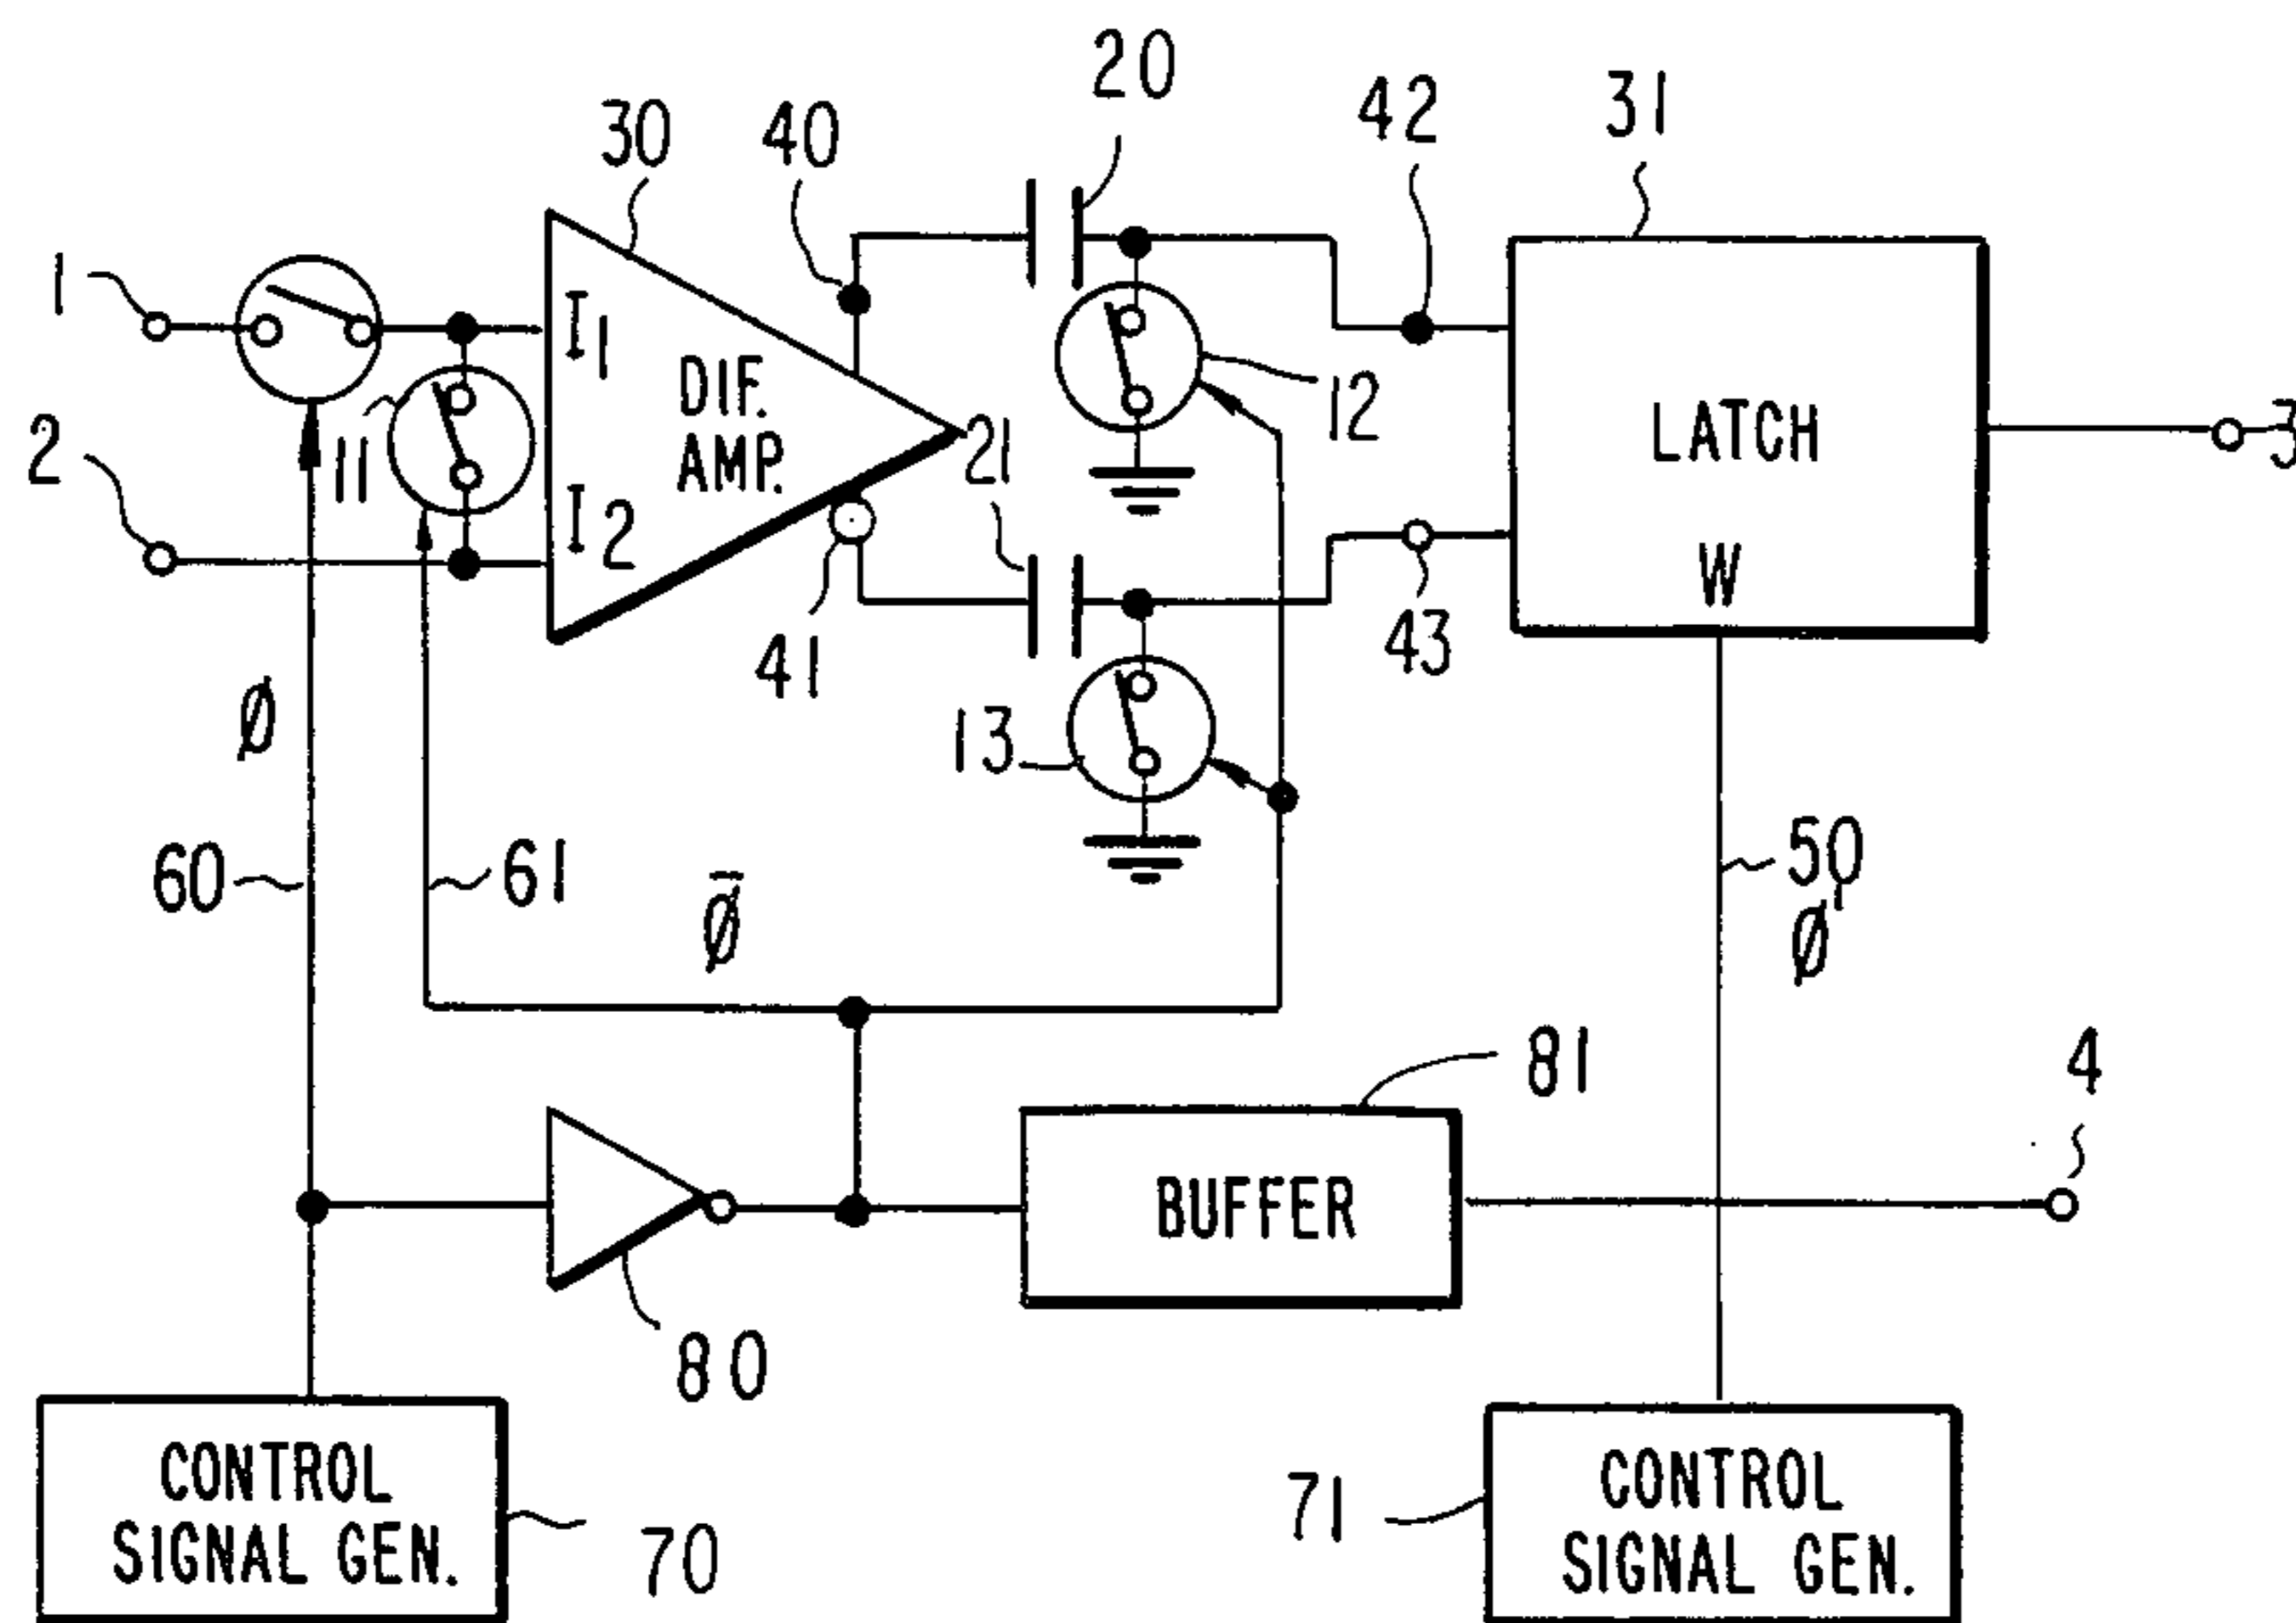 20
30
40
42
31
1
I1
DIF.
AMP.
I2
2
11
21
12
LATCH
W
3
41
43
13
Ø
60
61
Ø̅
50
Ø'
81
4
BUFFER
80
CONTROL
SIGNAL GEN.
70
71
CONTROL
SIGNAL GEN.